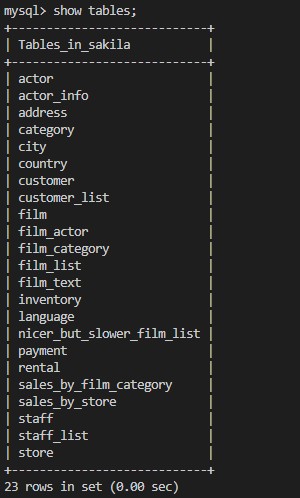 mysql> show tables;
+----------------------------+
| Tables_in_sakila           |
+----------------------------+
| actor                      |
| actor_info                 |
| address                    |
| category                   |
| city                       |
| country                    |
| customer                   |
| customer_list              |
| film                       |
| film_actor                 |
| film_category              |
| film_list                  |
| film_text                  |
| inventory                  |
| language                   |
| nicer_but_slower_film_list |
| payment                    |
| rental                     |
| sales_by_film_category     |
| sales_by_store             |
| staff                      |
| staff_list                 |
| store                      |
+----------------------------+
23 rows in set (0.00 sec)